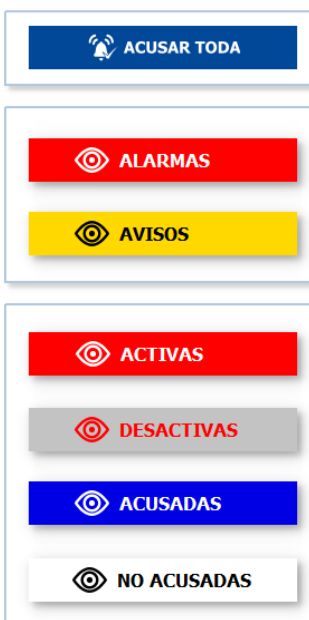 ACUSAR TODA
ALARMAS
AVISOS
ACTIVAS
DESACTIVAS
ACUSADAS
NO ACUSADAS